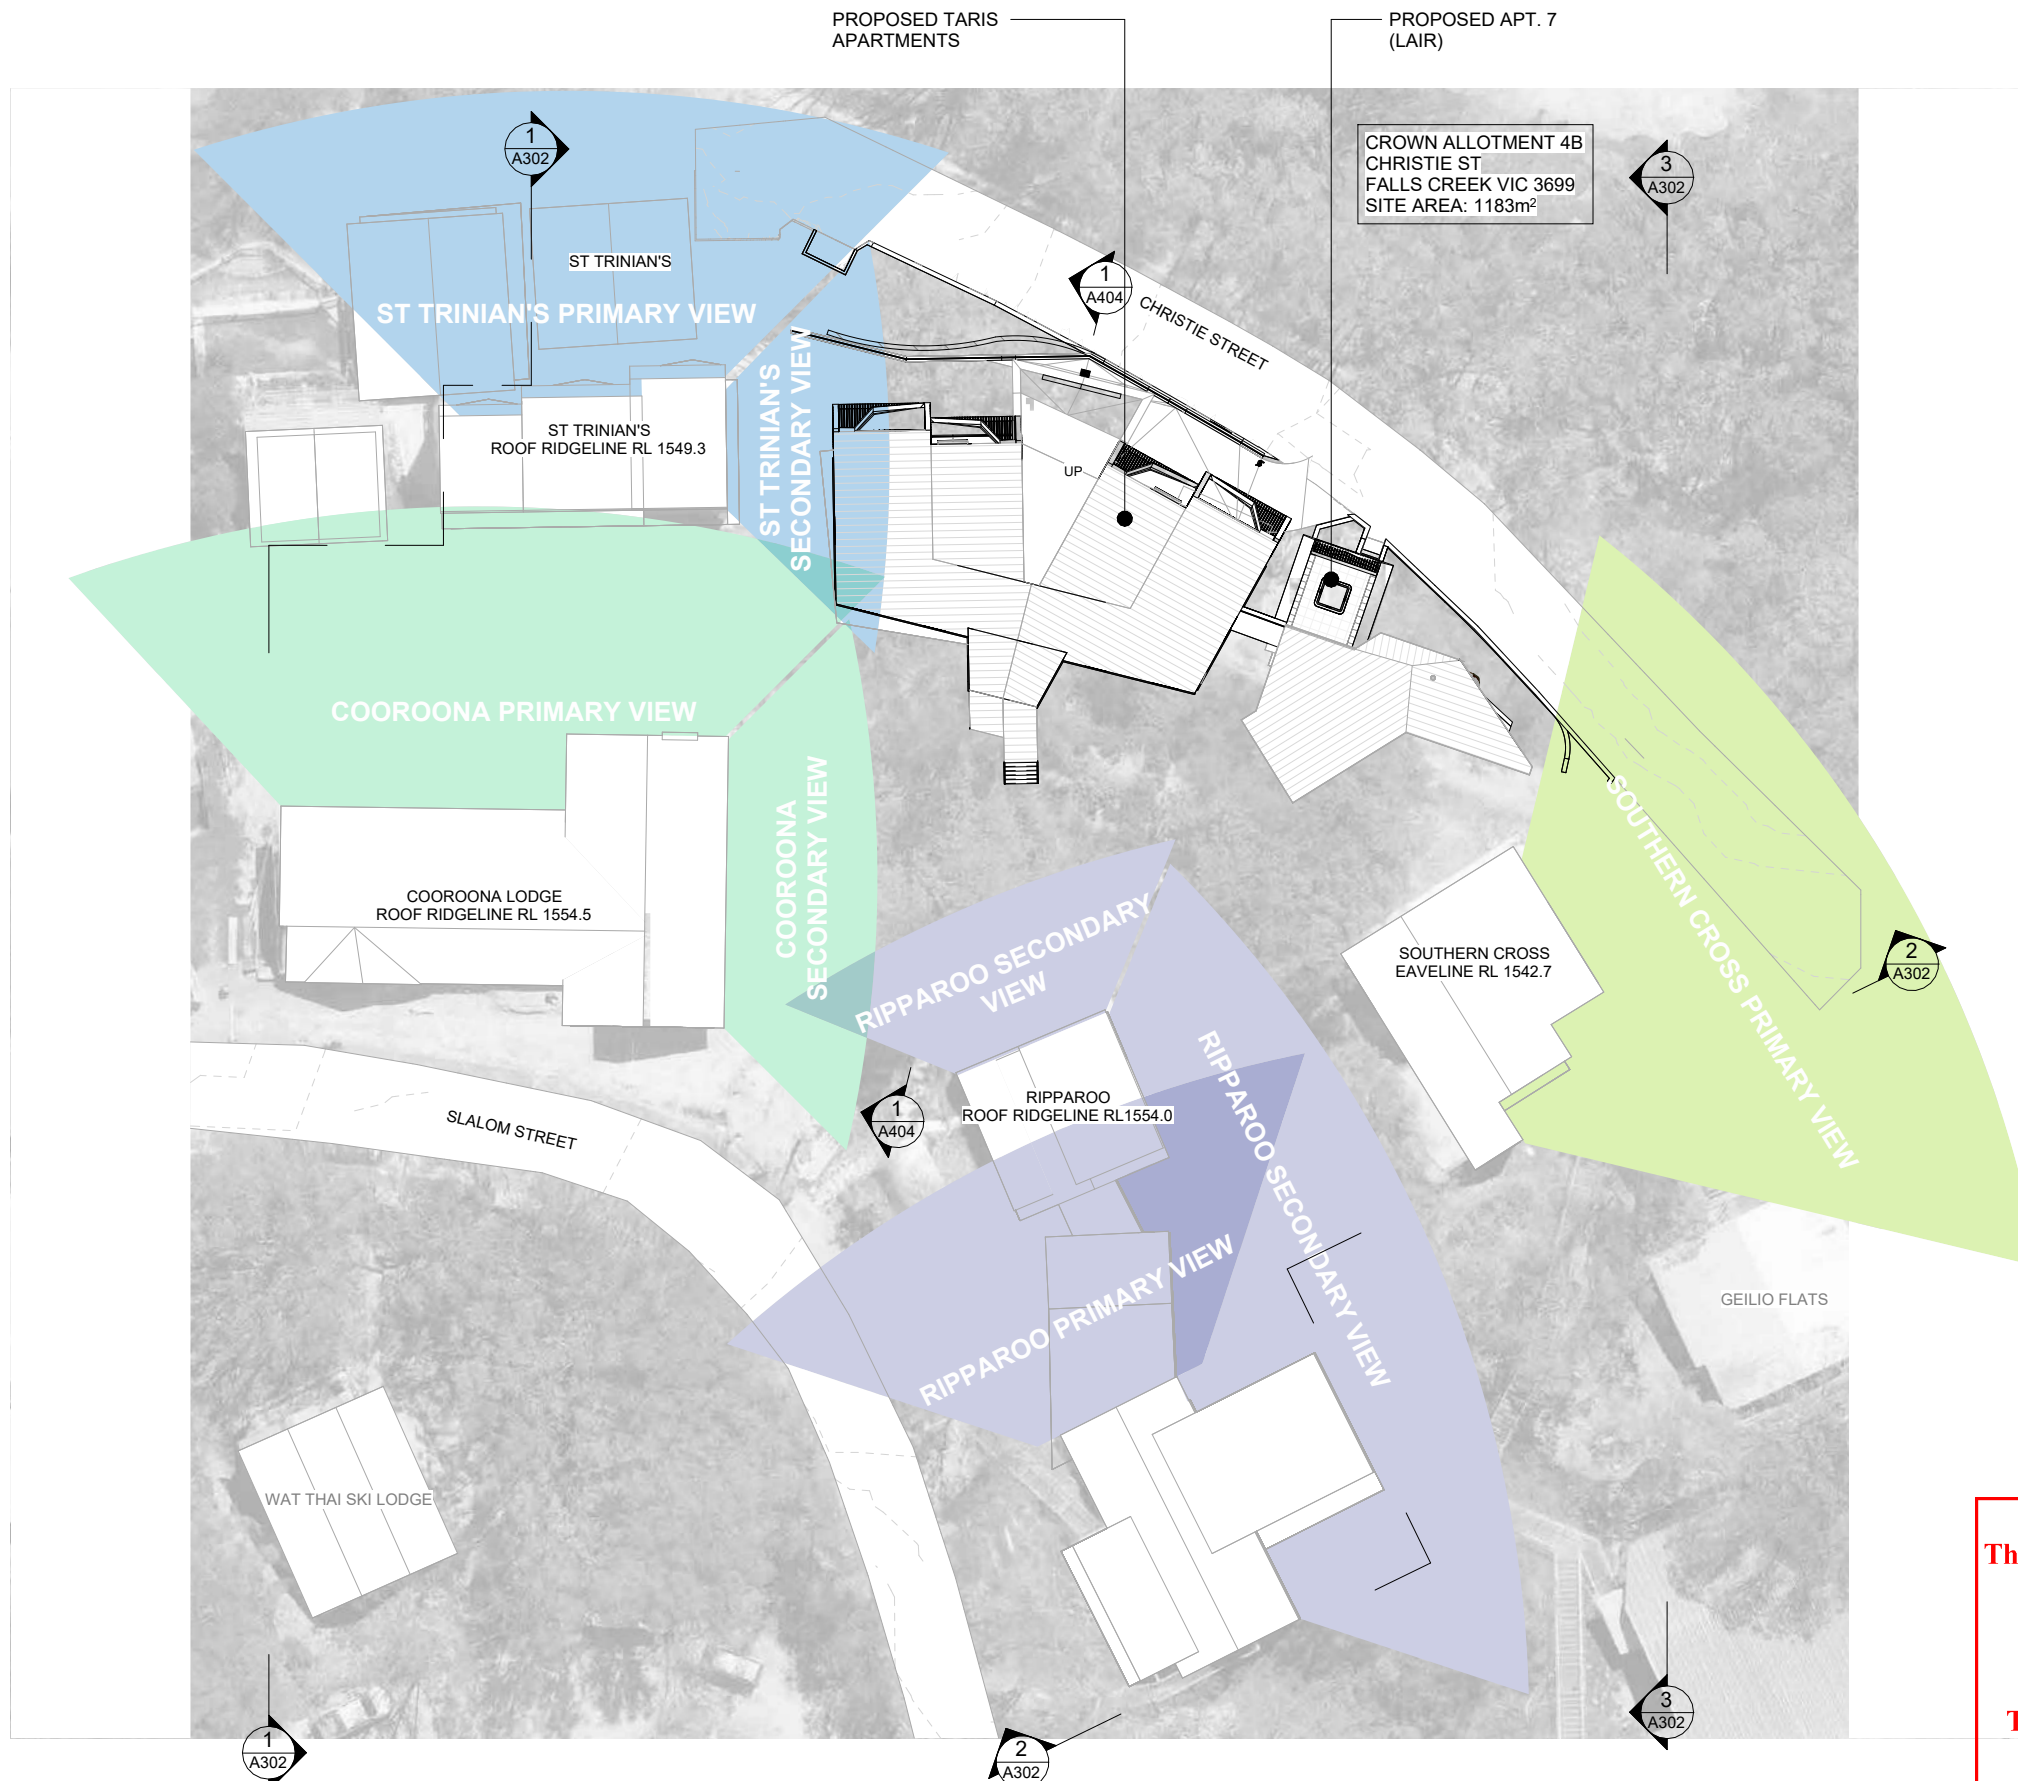 PROPOSED TARIS
APARTMENTS
PROPOSED APT. 7
(LAIR)
1
A302
CROWN ALLOTMENT 4B
CHRISTIE ST
FALLS CREEK VIC 3699
SITE AREA: 1183m²
3
A302
ST TRINIAN'S
1
A404
CHRISTIE STREET
ST TRINIAN'S PRIMARY VIEW
ST TRINIAN'S
SECONDARY VIEW
ST TRINIAN'S
ROOF RIDGELINE RL 1549.3
UP
COOROONA PRIMARY VIEW
COOROONA
SECONDARY VIEW
COOROONA LODGE
ROOF RIDGELINE RL 1554.5
RIPPAROO SECONDARY
VIEW
SOUTHERN CROSS
EAVELINE RL 1542.7
SOUTHERN CROSS PRIMARY VIEW
2
A302
RIPPAROO
ROOF RIDGELINE RL1554.0
1
A404
SLALOM STREET
RIPPAROO SECONDARY VIEW
RIPPAROO PRIMARY VIEW
GEILIO FLATS
WAT THAI SKI LODGE
Th
T
1
A302
2
A302
3
A302